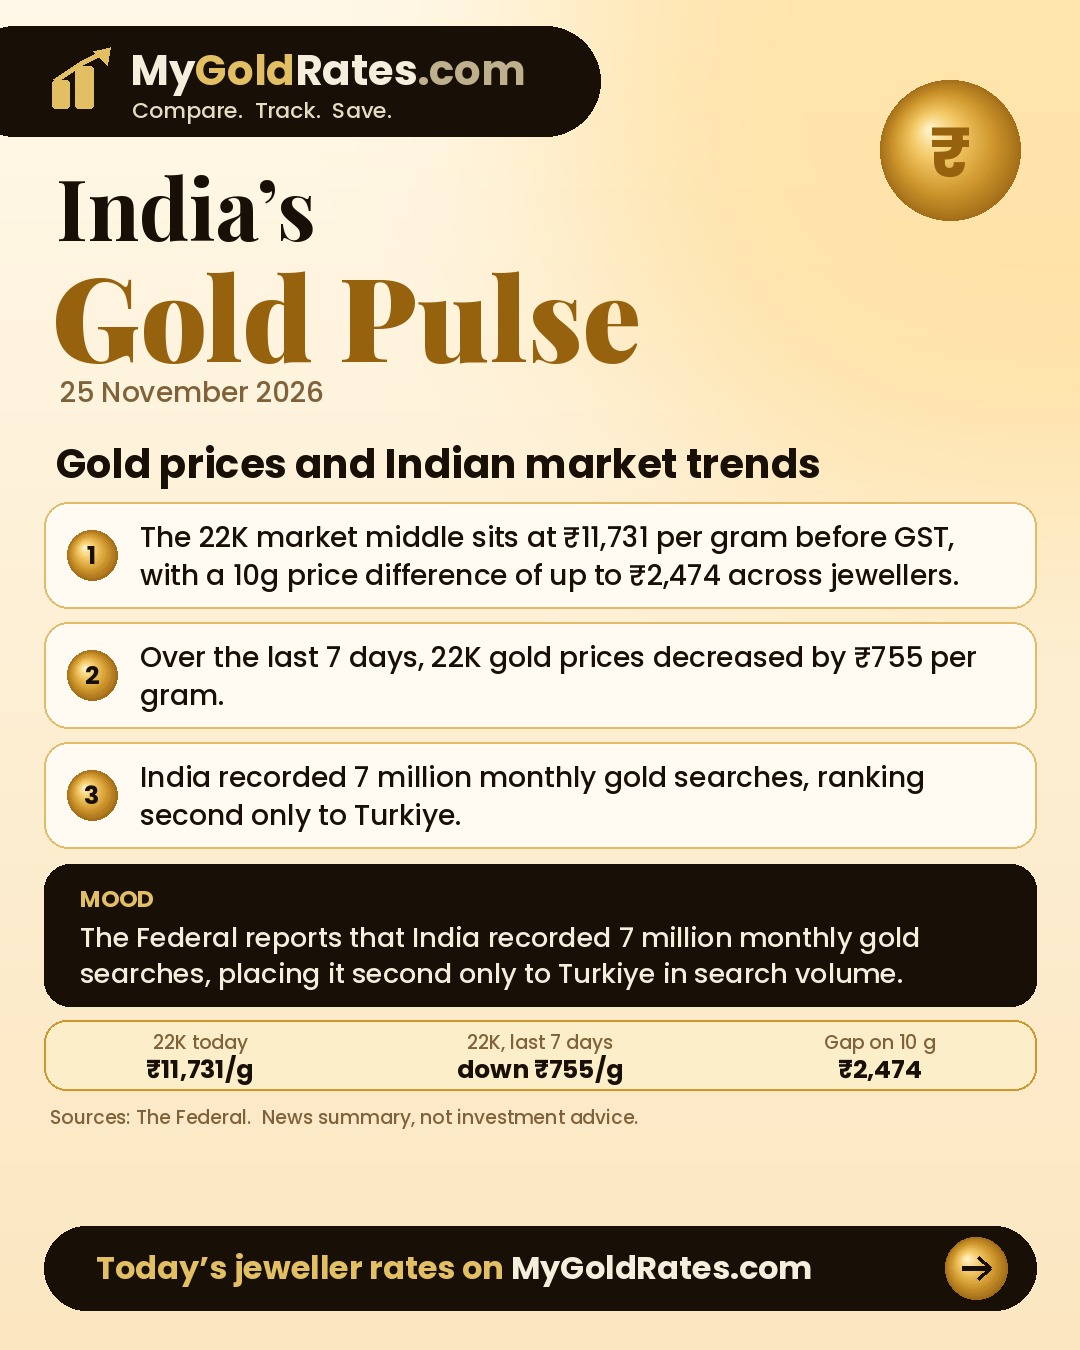 MyGoldRates.com
Compare. Track. Save.
₹
India’s
Gold Pulse
25 November 2026
Gold prices and Indian market trends
1
The 22K market middle sits at ₹11,731 per gram before GST,
with a 10g price difference of up to ₹2,474 across jewellers.
2
Over the last 7 days, 22K gold prices decreased by ₹755 per
gram.
3
India recorded 7 million monthly gold searches, ranking
second only to Turkiye.
MOOD
The Federal reports that India recorded 7 million monthly gold
searches, placing it second only to Turkiye in search volume.
22K today
₹11,731/g
22K, last 7 days
down ₹755/g
Gap on 10 g
₹2,474
Sources: The Federal. News summary, not investment advice.
Today’s jeweller rates on MyGoldRates.com